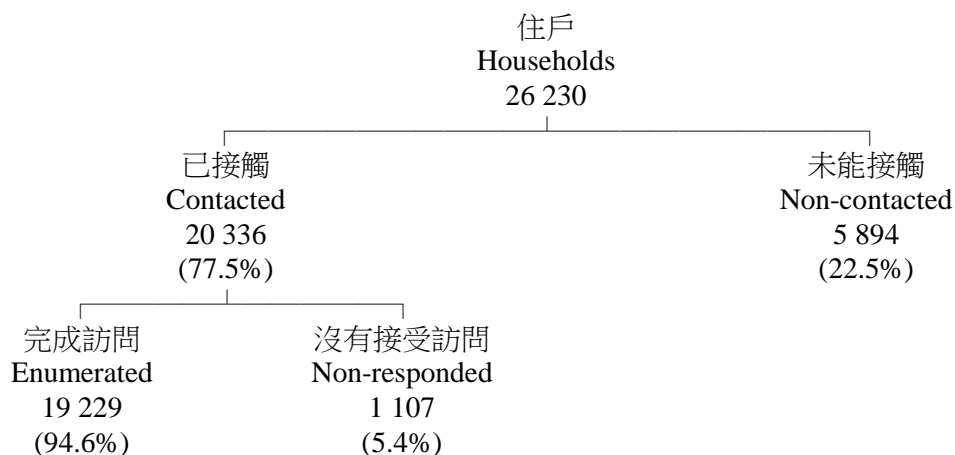 住戶
Households
26 230
已接觸
Contacted
20 336
(77.5%)
未能接觸
Non-contacted
5 894
(22.5%)
完成訪問
Enumerated
19 229
(94.6%)
沒有接受訪問
Non-responded
1 107
(5.4%)